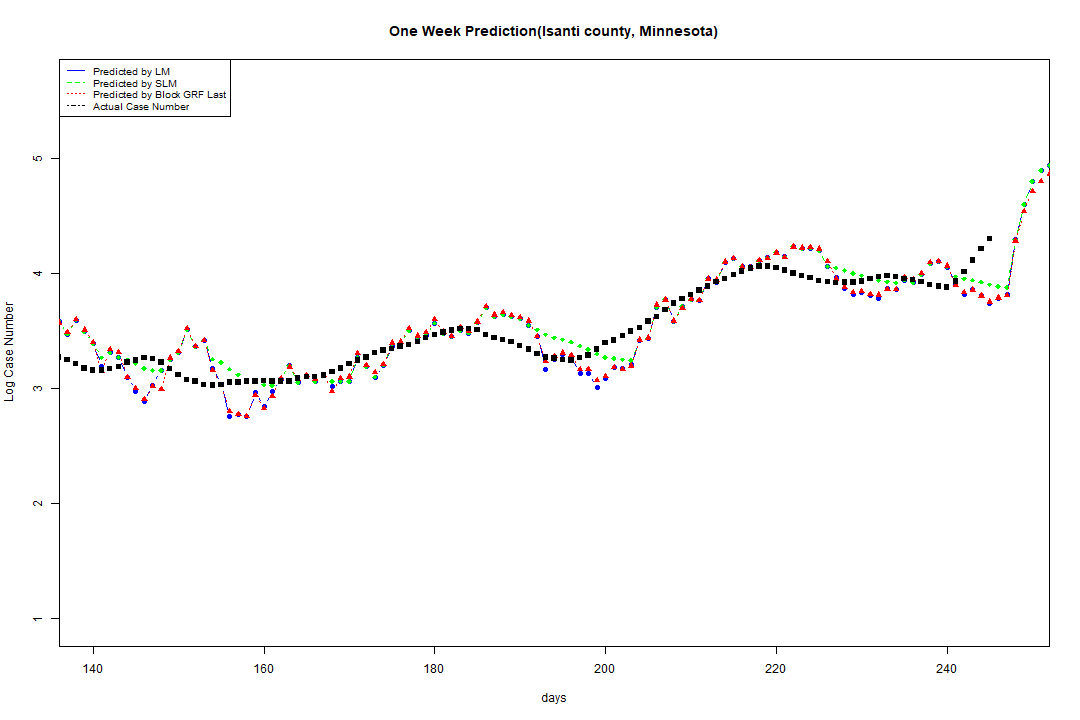 One Week Prediction(Isanti county, Minnesota)
Predicted by LM
Predicted by SLM
Predicted by Block GRF Last
Actual Case Number
5
4
3
2
1
Log Case Number
140 160 180 200 220 240
days